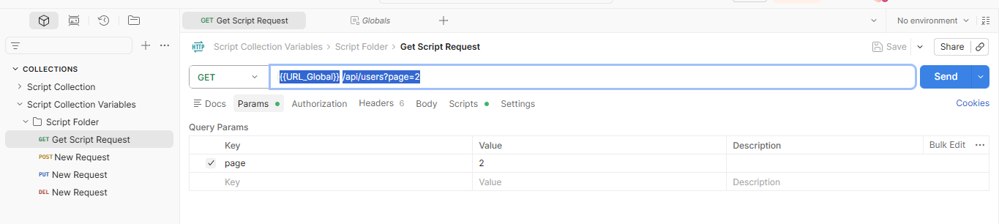 GET Get Script Request Globals No environment
HTTP Script Collection Variables > Script Folder > Get Script Request Save Share
COLLECTIONS
GET {{URL_Global}} /api/users?page=2 Send
Script Collection
Docs Params Authorization Headers 6 Body Scripts Settings Cookies
Script Collection Variables
Script Folder
Query Params
GET Get Script Request
Key Value Description Bulk Edit
POST New Request
page 2
PUT New Request
Key Value Description
DEL New Request